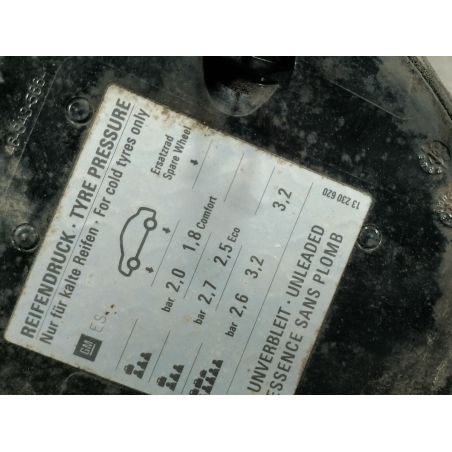 REIFENDRUCK · TYRE PRESSURE
Nur für kalte Reifen · For cold tyres only
GM ES
Ersatzrad
Spare Wheel
bar 2,0 1,8 Comfort
bar 2,7 2,5 Eco
bar 2,6 3,2 3,2
UNVERBLEIT · UNLEADED
ESSENCE SANS PLOMB
13 230 620